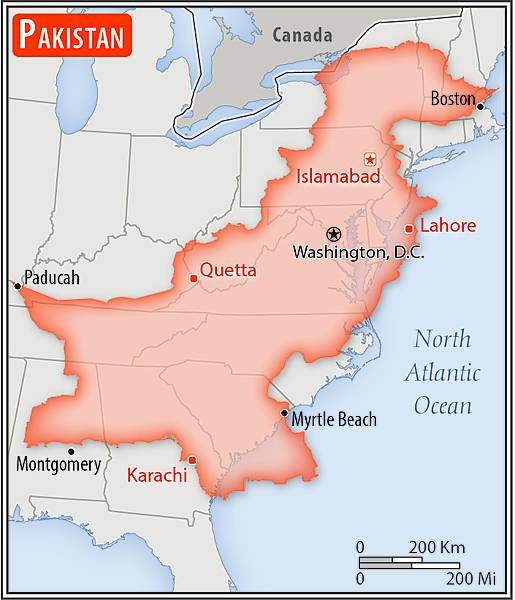 PAKISTAN
Canada
Boston
Islamabad
Lahore
Washington, D.C.
Quetta
Paducah
North
Atlantic
Ocean
Myrtle Beach
Montgomery
Karachi
0 200 Km
0 200 Mi